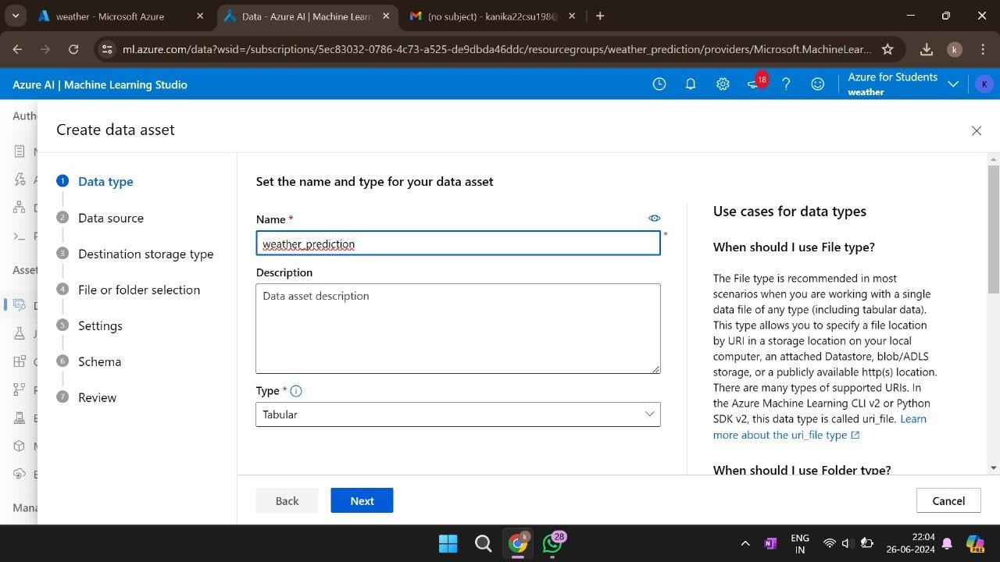 weather - Microsoft Azure
Data - Azure AI | Machine Learn
(no subject) - kanika22csu198@
ml.azure.com/data?wsid=/subscriptions/5ec83032-0786-4c73-a525-de9dbda46ddc/resourcegroups/weather_prediction/providers/Microsoft.MachineLear...
k
Azure AI | Machine Learning Studio
18
Azure for Students
weather
K
Auth
Create data asset
1 Data type
2 Data source
3 Destination storage type
4 File or folder selection
5 Settings
6 Schema
7 Review
Asset
Mana
Set the name and type for your data asset
Name *
weather_prediction
*
Description
Data asset description
Type *
Tabular
Use cases for data types
When should I use File type?
The File type is recommended in most
scenarios when you are working with a single
data file of any type (including tabular data).
This type allows you to specify a file location
by URI in a storage location on your local
computer, an attached Datastore, blob/ADLS
storage, or a publicly available http(s) location.
There are many types of supported URIs. In
the Azure Machine Learning CLI v2 or Python
SDK v2, this data type is called uri_file. Learn
more about the uri_file type
When should I use Folder type?
Back
Next
Cancel
k
28
ENG
IN
22:04
26-06-2024
PRE